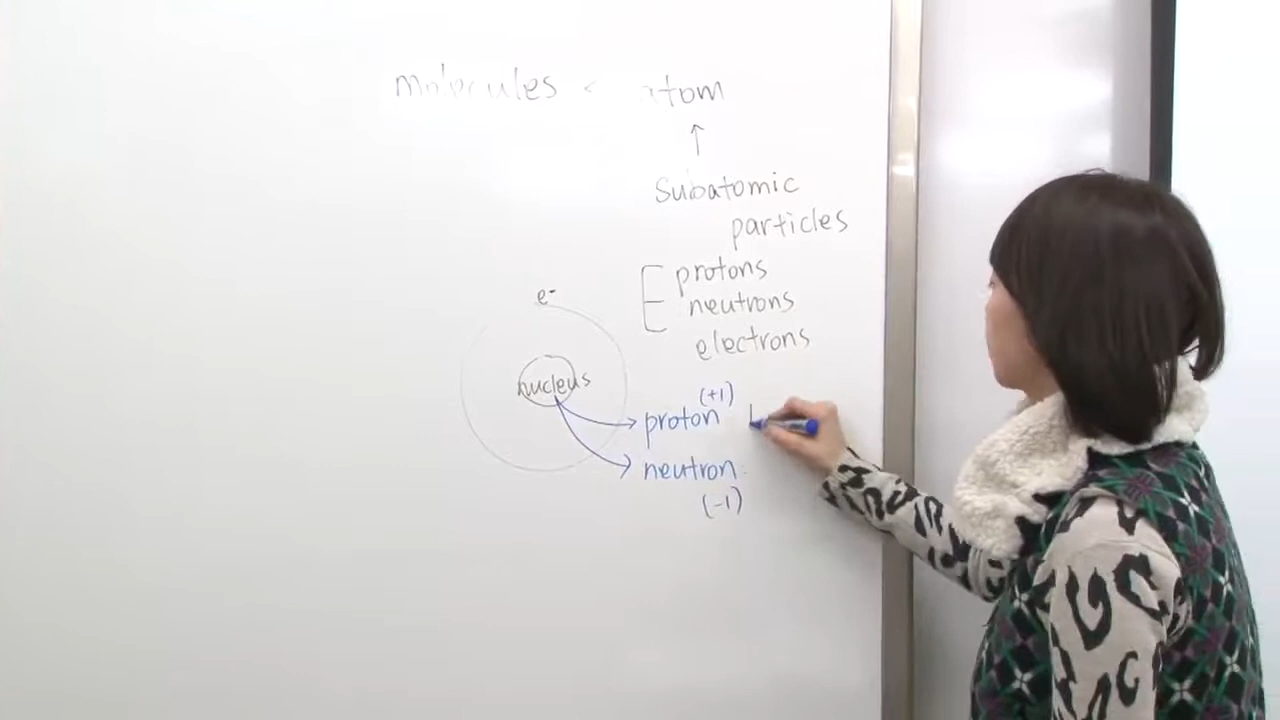 molecules < atom
↑
Subatomic
particles
protons
neutrons
electrons
e-
nucleus
(+1)
proton
neutron
(-1)